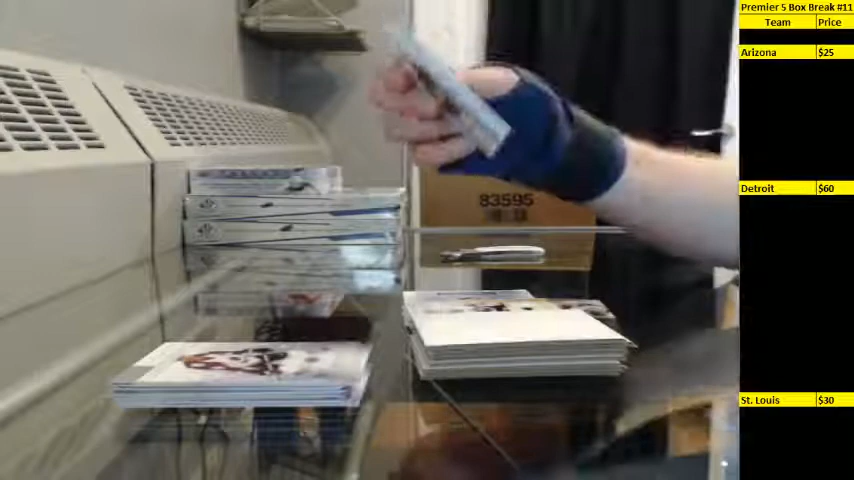 Premier 5 Box Break #11
Team Price
Arizona $25
Detroit $60
St. Louis $30
83595